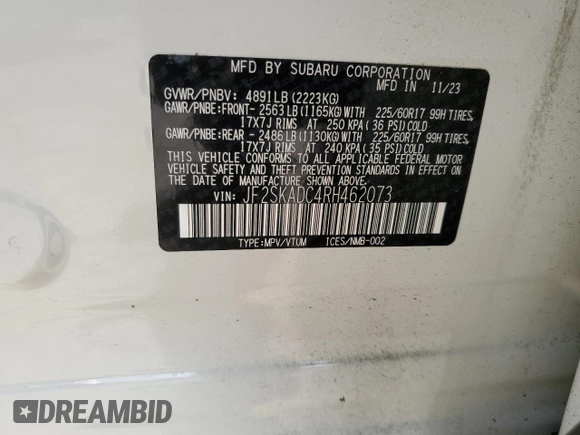 MFD BY SUBARU CORPORATION
MFD IN 11/23
GVWR/PNBV: 4891LB (2223KG)
GAWR/PNBE:FRONT- 2563LB(1165KG)WITH 225/60R17 99H TIRES,
17X7J RIMS AT 250 KPA (36 PSI)COLD
GAWR/PNBE:REAR - 2486LB(1130KG)WITH 225/60R17 99H TIRES,
17X7J RIMS AT 240 KPA (35 PSI)COLD
THIS VEHICLE CONFORMS TO ALL APPLICABLE FEDERAL MOTOR
VEHICLE SAFETY AND THEFT PREVENTION STANDARDS IN EFFECT ON THE
DATE OF MANUFACTURE SHOWN ABOVE.
VIN: JF2SKADC4RH462073
TYPE:MPV/VTUM ICES/NMB-002
DREAMBID